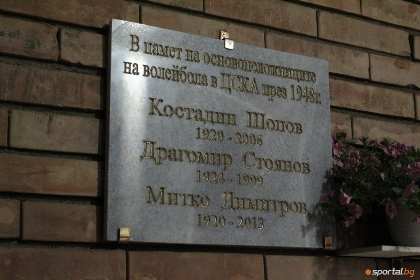 В памет на основоположниците
на волейбола в ЦСКА през 1948г.
Костадин Шопов
1920 - 2006
Драгомир Стоянов
1924 - 1999
Митко Димитров
1920 - 2013
sportal.bg